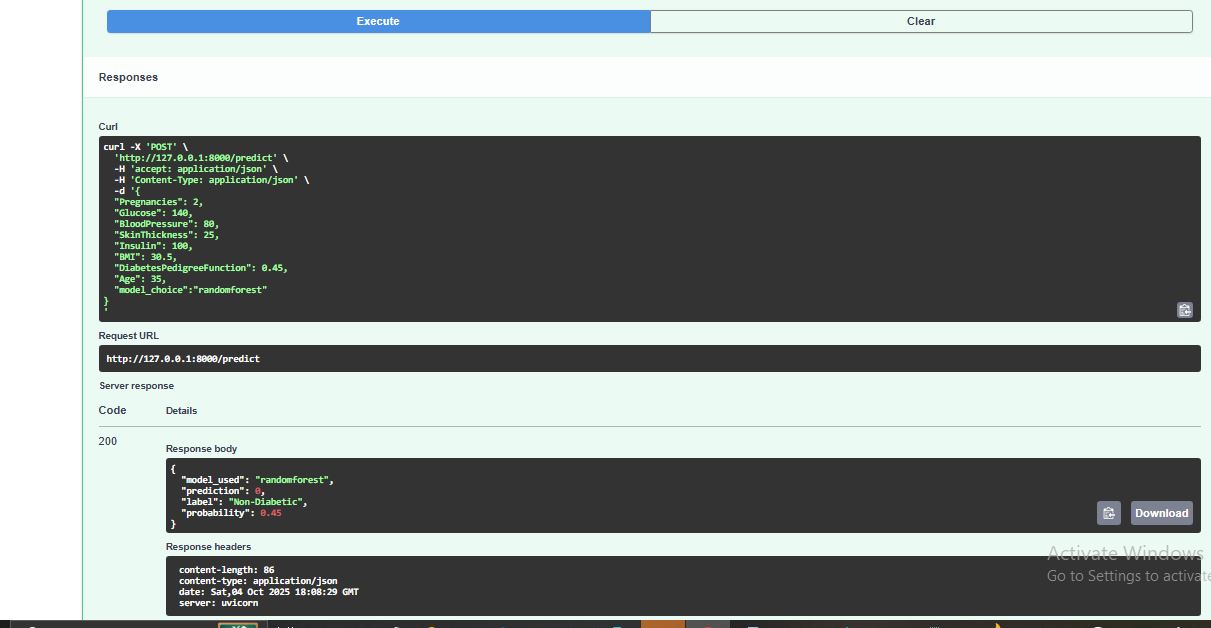 Execute
Clear
Responses
Curl
curl -X 'POST' \
'http://127.0.0.1:8000/predict' \
-H 'accept: application/json' \
-H 'Content-Type: application/json' \
-d '{
"Pregnancies": 2,
"Glucose": 140,
"BloodPressure": 80,
"SkinThickness": 25,
"Insulin": 100,
"BMI": 30.5,
"DiabetesPedigreeFunction": 0.45,
"Age": 35,
"model_choice":"randomforest"
}
'
Request URL
http://127.0.0.1:8000/predict
Server response
Code Details
200
Response body
{
"model_used": "randomforest",
"prediction": 0,
"label": "Non-Diabetic",
"probability": 0.45
}
Download
Response headers
content-length: 86
content-type: application/json
date: Sat,04 Oct 2025 18:08:29 GMT
server: uvicorn
Activate Windows
Go to Settings to activate